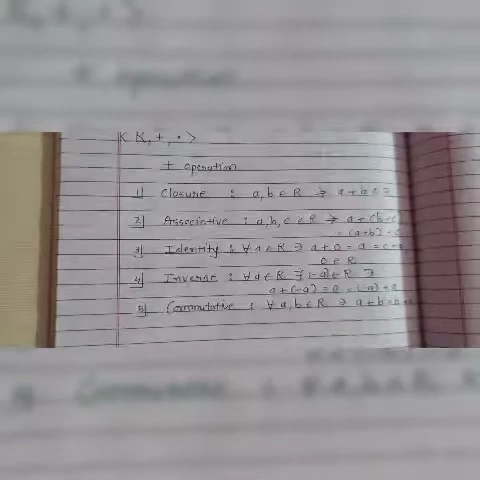 < R, +, · >
+ operation
1) Closure : a, b ∈ R ⇒ a + b ∈
2) Associative : a, b, c ∈ R ⇒ a + (b + c)
= (a+b) + c
3) Identity : ∀ a ∈ R ∋ a + 0 = a = 0 + a
0 ∈ R
4) Inverse : ∀ a ∈ R ∃ (-a) ∈ R ∋
a + (-a) = 0 = (-a) + a
5) Commutative : ∀ a, b ∈ R ∋ a + b = b +